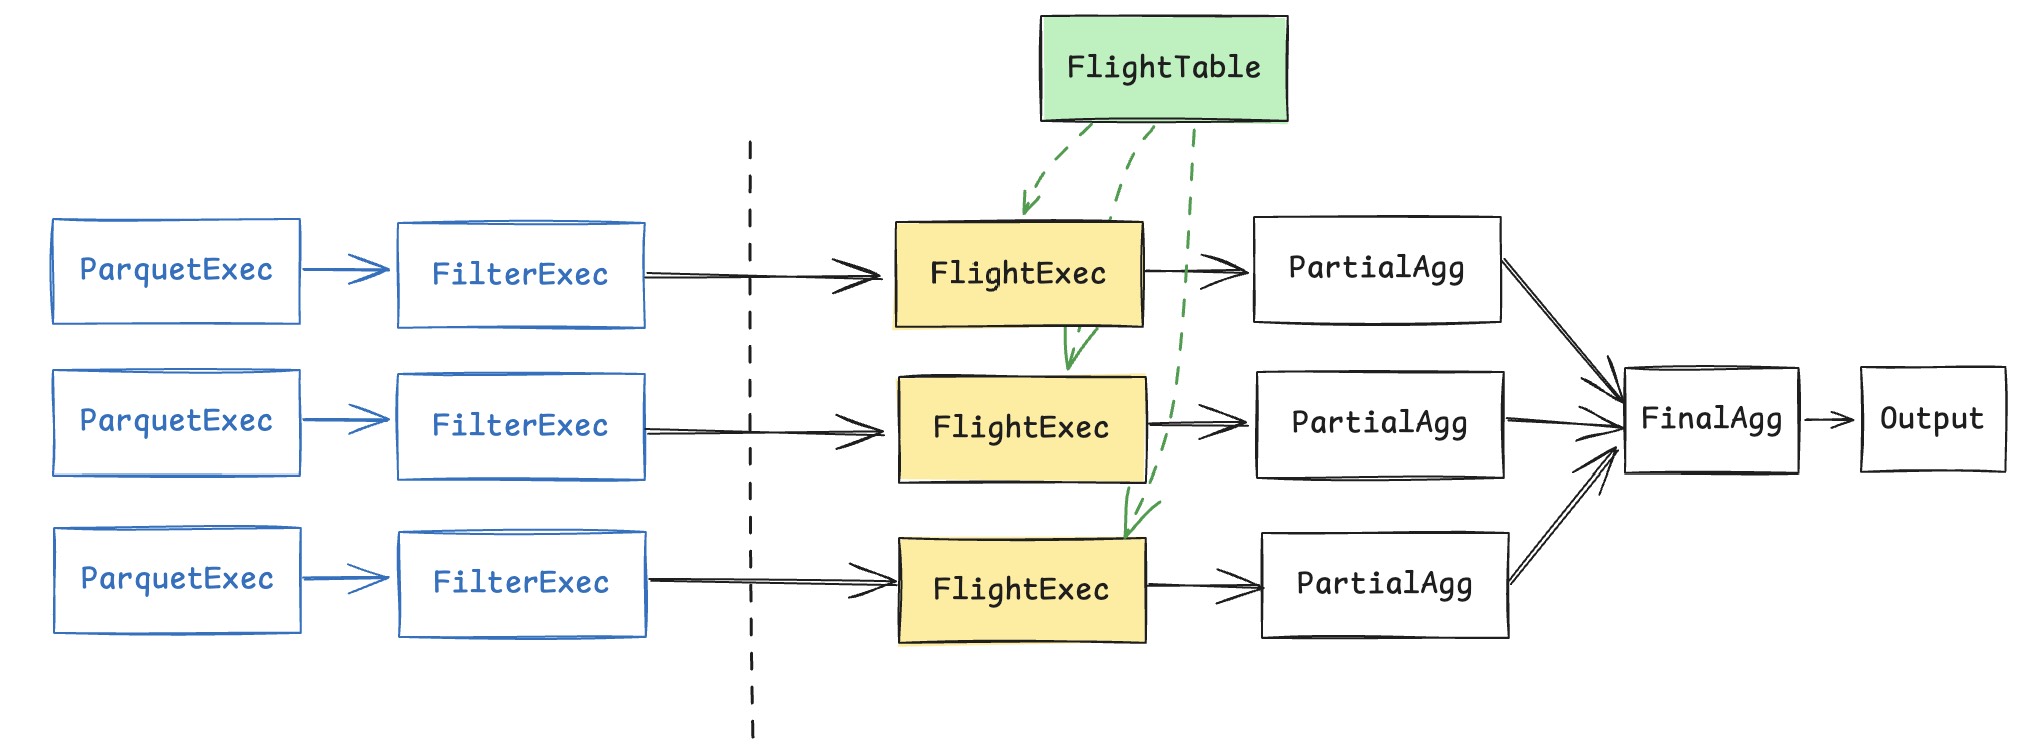 FlightTable
ParquetExec
FilterExec
FlightExec
PartialAgg
ParquetExec
FilterExec
FlightExec
PartialAgg
FinalAgg
Output
ParquetExec
FilterExec
FlightExec
PartialAgg